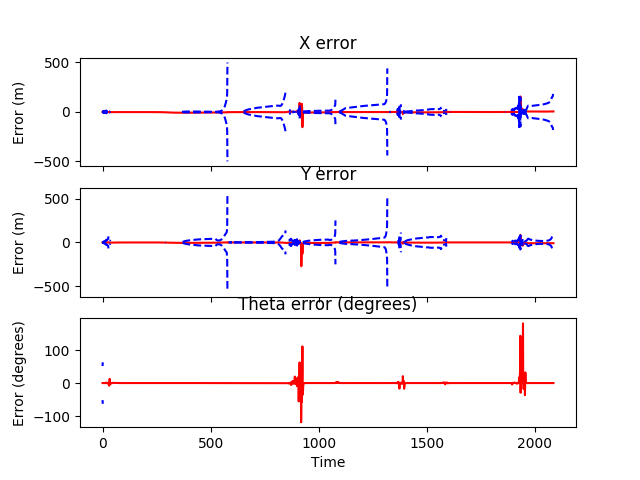 X error
500
0
−500
Error (m)
Y error
500
0
−500
Error (m)
Theta error (degrees)
100
0
−100
Error (degrees)
0 500 1000 1500 2000
Time